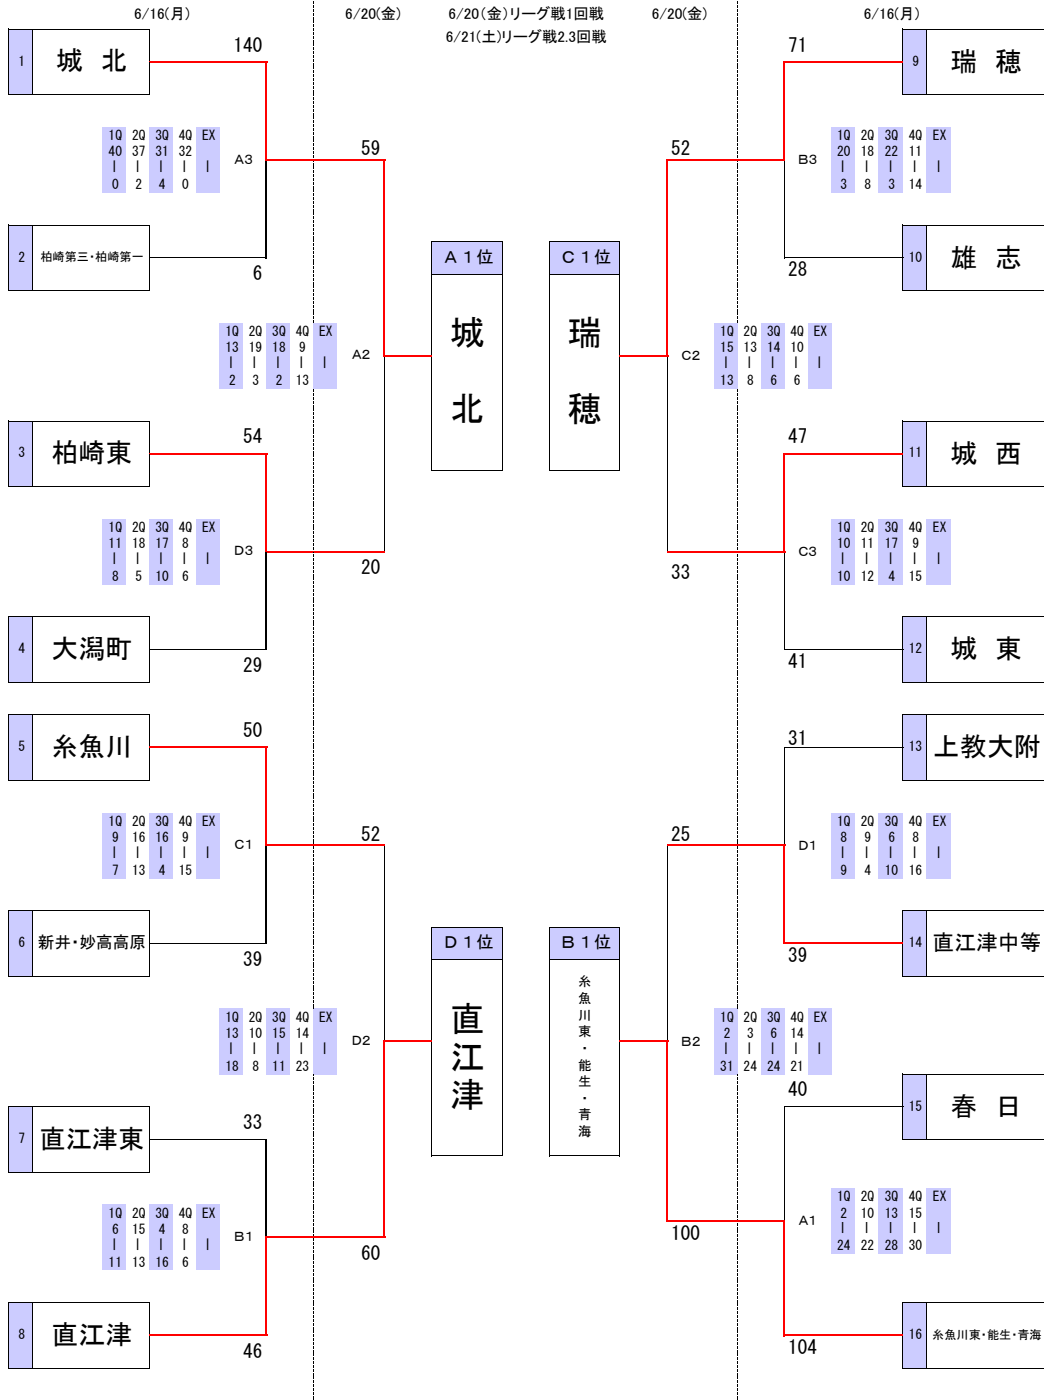 6/16(月) 6/20(金) 6/20(金)リーグ戦1回戦 6/20(金) 6/16(月)
6/21(土)リーグ戦2.3回戦
1 城 北 140
1Q 2Q 3Q 4Q EX
40 37 31 32
| | | | |
0 2 4 0
A3
59
2 柏崎第三・柏崎第一 6
1Q 2Q 3Q 4Q EX
13 19 18 9
| | | | |
2 3 2 13
A2
3 柏崎東 54
1Q 2Q 3Q 4Q EX
11 18 17 8
| | | | |
8 5 10 6
D3
20
4 大潟町 29
A1位
城北
5 糸魚川 50
1Q 2Q 3Q 4Q EX
9 16 16 9
| | | | |
7 13 4 15
C1
52
6 新井・妙高高原 39
1Q 2Q 3Q 4Q EX
13 10 15 14
| | | | |
18 8 11 23
D2
7 直江津東 33
1Q 2Q 3Q 4Q EX
6 15 4 8
| | | | |
11 13 16 6
B1
60
8 直江津 46
D1位
直江津
71 9 瑞 穂
52
B3
1Q 2Q 3Q 4Q EX
20 18 22 11
| | | | |
3 8 3 14
28 10 雄 志
C1位
瑞穂
C2
1Q 2Q 3Q 4Q EX
15 13 14 10
| | | | |
13 8 6 6
47 11 城 西
C3
1Q 2Q 3Q 4Q EX
10 11 17 9
| | | | |
10 12 4 15
33
41 12 城 東
31 13 上教大附
25
D1
1Q 2Q 3Q 4Q EX
8 9 6 8
| | | | |
9 4 10 16
39 14 直江津中等
B1位
糸魚川東・能生・青海
B2
1Q 2Q 3Q 4Q EX
2 3 6 14
| | | | |
31 24 24 21
40 15 春 日
A1
1Q 2Q 3Q 4Q EX
2 10 13 15
| | | | |
24 22 28 30
100
104 16 糸魚川東・能生・青海